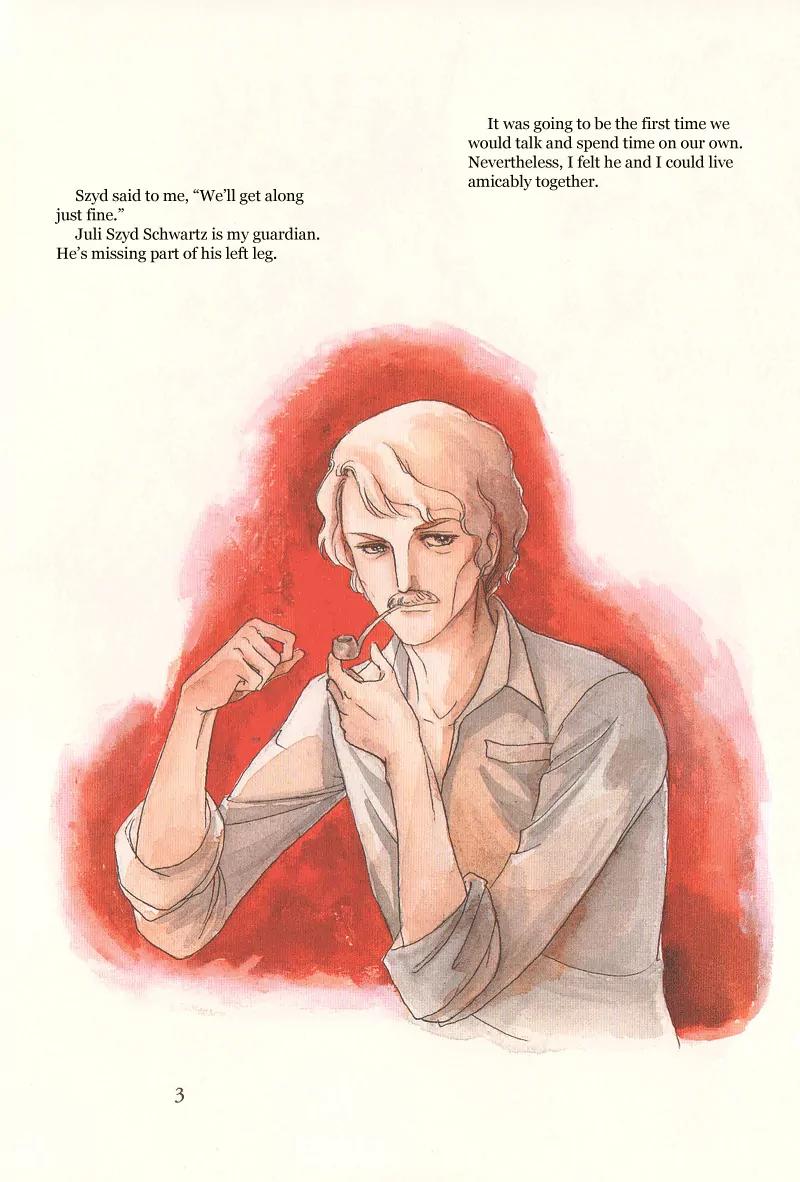 It was going to be the first time we
would talk and spend time on our own.
Nevertheless, I felt he and I could live
amicably together.
Szyd said to me, “We’ll get along
just fine.”
Juli Szyd Schwartz is my guardian.
He’s missing part of his left leg.
3